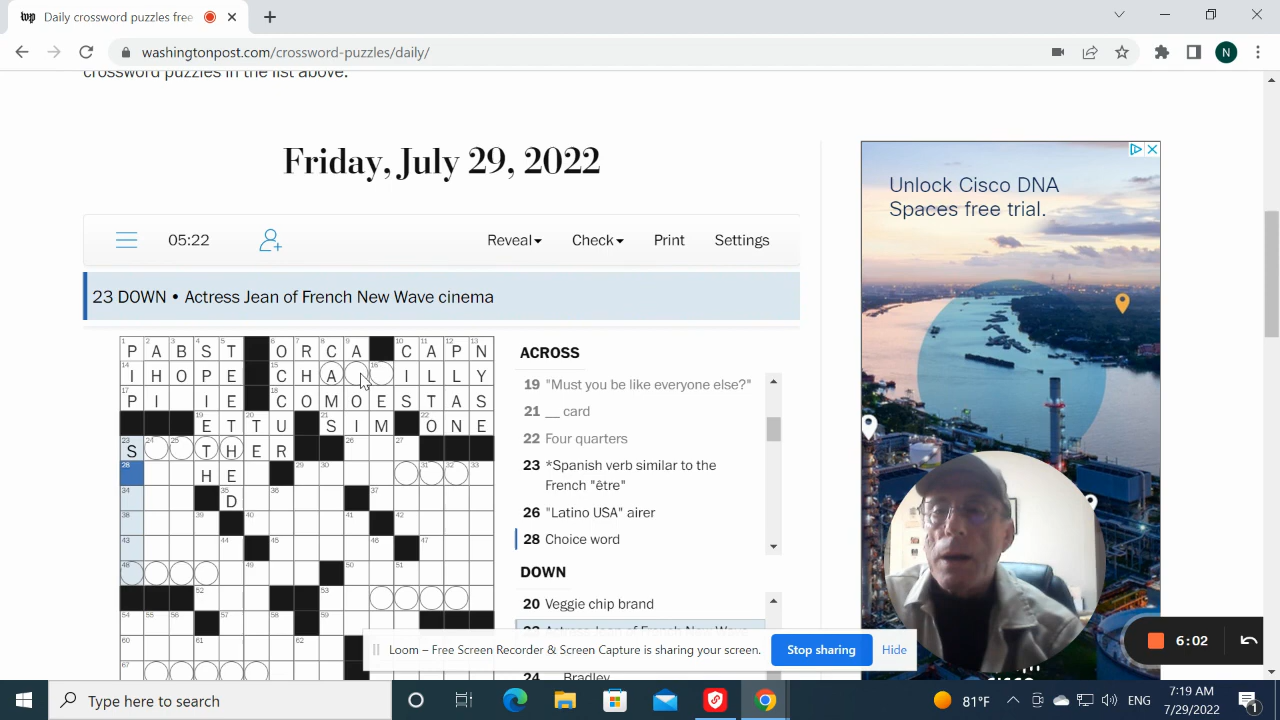 Daily crossword puzzles free
washingtonpost.com/crossword-puzzles/daily/
N
crossword puzzles in the list above.
Friday, July 29, 2022
05:22
Reveal
Check
Print
Settings
23 DOWN • Actress Jean of French New Wave cinema
P A B S T O R C A C A P N
I H O P E C H A I L L Y
P I I E C O M O E S T A S
E T T U S I M O N E
S T H E R
H E
D
ACROSS
19 "Must you be like everyone else?"
21 __ card
22 Four quarters
23 *Spanish verb similar to the
French "être"
26 "Latino USA" airer
28 Choice word
DOWN
20 Veggie chip brand
Unlock Cisco DNA
Spaces free trial.
Loom – Free Screen Recorder & Screen Capture is sharing your screen.
Stop sharing
Hide
6:02
Type here to search
81°F
ENG
7:19 AM
7/29/2022